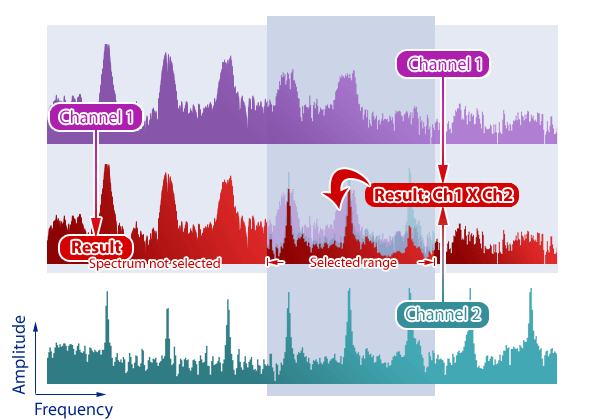 Channel 1
Channel 1
Result: Ch1 X Ch2
Result
Spectrum not selected
Selected range
Channel 2
Amplitude
Frequency